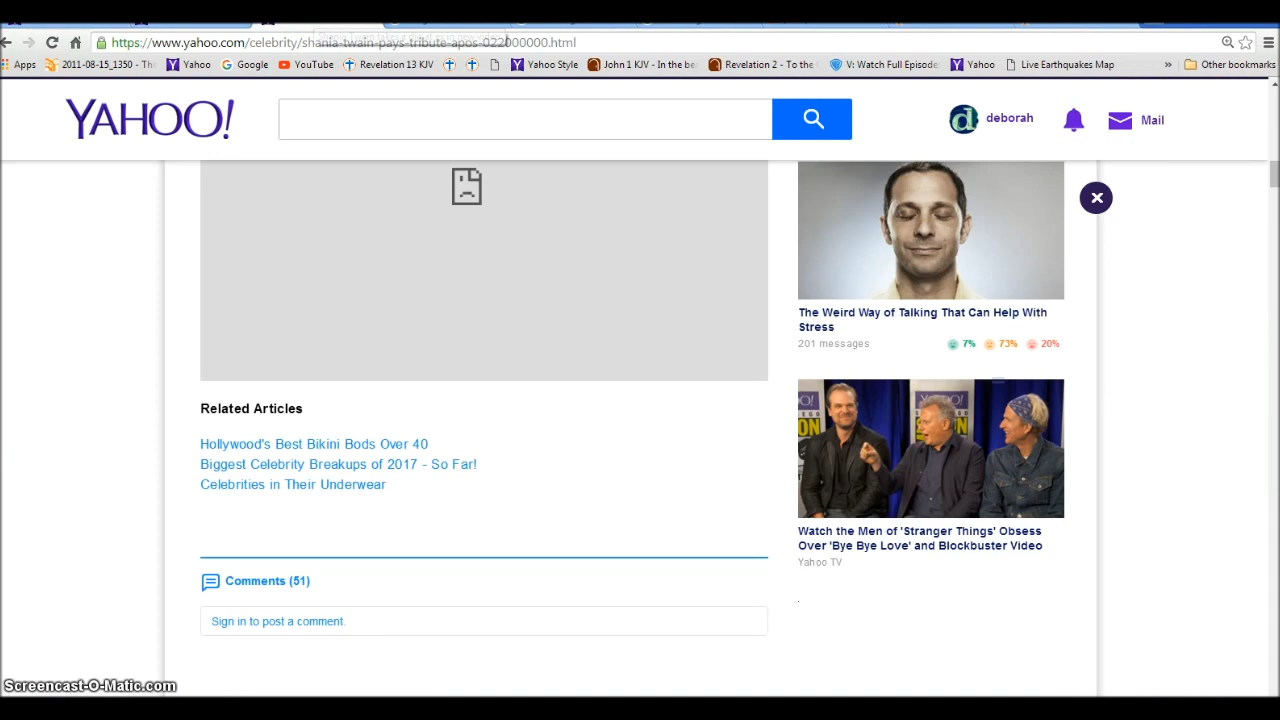 https://www.yahoo.com/celebrity/shania-twain-pays-tribute-apos-022000000.html
Apps 2011-08-15_1350 - Thi Yahoo Google YouTube Revelation 13 KJV Yahoo Style John 1 KJV - In the be Revelation 2 - To the V: Watch Full Episode Yahoo Live Earthquakes Map » Other bookmarks
YAHOO!
d deborah Mail
The Weird Way of Talking That Can Help With
Stress
201 messages 7% 73% 20%
Related Articles
Hollywood's Best Bikini Bods Over 40
Biggest Celebrity Breakups of 2017 - So Far!
Celebrities in Their Underwear
Watch the Men of 'Stranger Things' Obsess
Over 'Bye Bye Love' and Blockbuster Video
Yahoo TV
Comments (51)
Sign in to post a comment.
Screencast-O-Matic.com